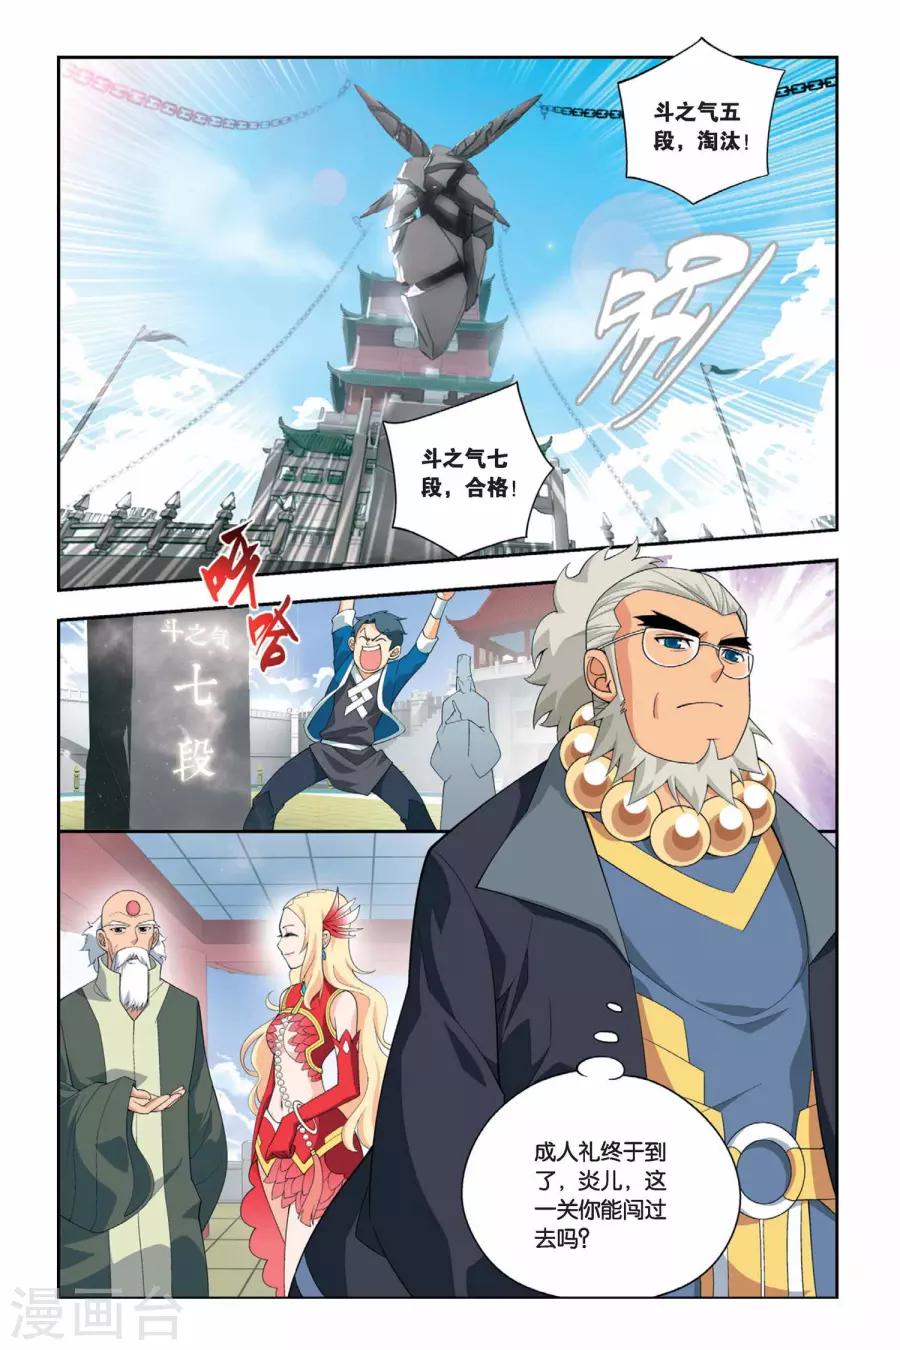 斗之气五
段，淘汰！
呢
斗之气七
段，合格！
呀
哈
斗之气
七
段
成人礼终于到
了，炎儿，这
一关你能闯过
去吗？
漫画台